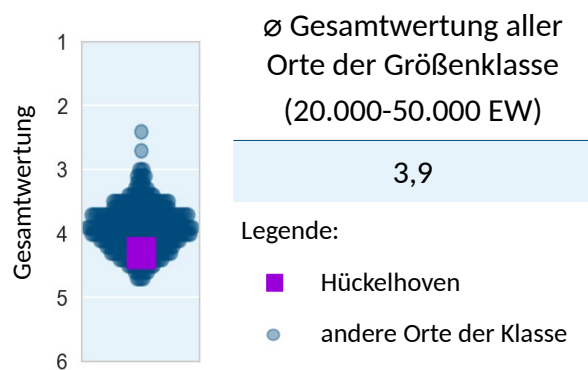 ø Gesamtwertung aller
Orte der Größenklasse
(20.000-50.000 EW)
3,9
Legende:
Hückelhoven
andere Orte der Klasse
Gesamtwertung
1
2
3
4
5
6